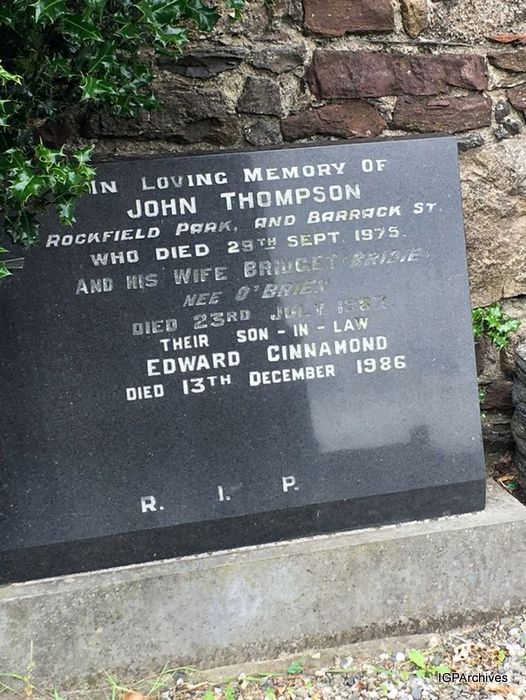 IN LOVING MEMORY OF
JOHN THOMPSON
ROCKFIELD PARK, AND BARRACK ST.
WHO DIED 29TH SEPT. 1975.
AND HIS WIFE BRIDGET (BRIDIE)
NEE O'BRIEN
DIED 23RD JULY 1987
THEIR SON-IN-LAW
EDWARD CINNAMOND
DIED 13TH DECEMBER 1986
R. I. P.
IGPArchives